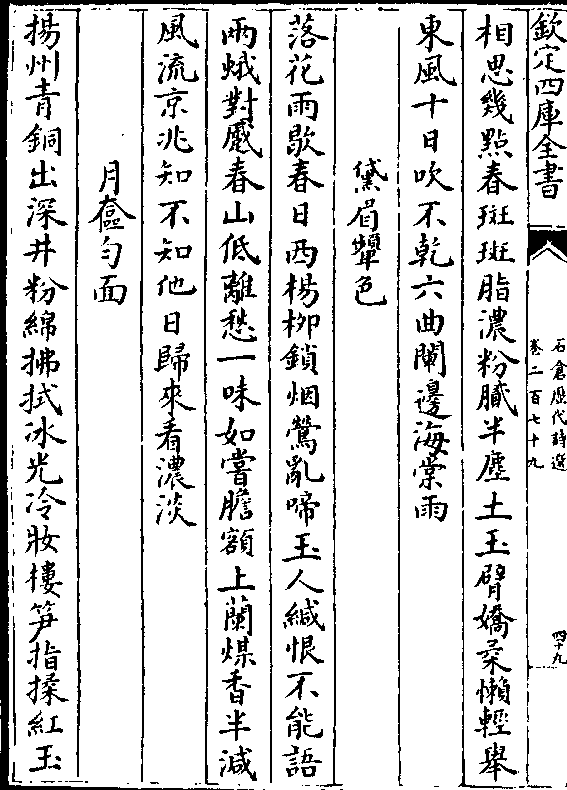 欽定四庫全書
石倉歷代詩選
卷二百七十九
四十九
相思幾點春斑斑脂濃粉膩半塵土玉臂嬌柔懶輕舉
東風十日吹不乾六曲闌邊海棠雨
黛眉顰色
落花雨歇春日西楊柳鎖烟鶯亂啼玉人緘恨不能語
兩蛾對蹙春山低離愁一味如嘗膽額上蘭煤香半減
風流京兆知不知他日歸來看濃淡
月奩勻面
揚州青銅出深井粉綿拂拭冰光冷妝樓笋指揉紅玉